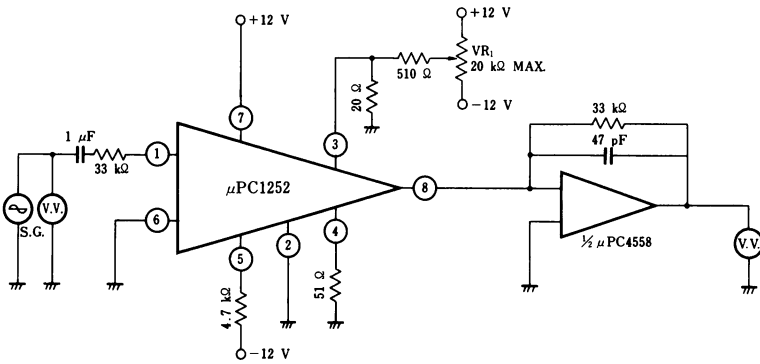 +12 V
+12 V
VR₁
20 kΩ MAX.
510 Ω
20 Ω
−12 V
7
3
33 kΩ
47 pF
1 μF
33 kΩ
1
μPC1252
8
V.V.
S.G.
6
5
2
4
½ μPC4558
V.V.
4.7 kΩ
51 Ω
−12 V